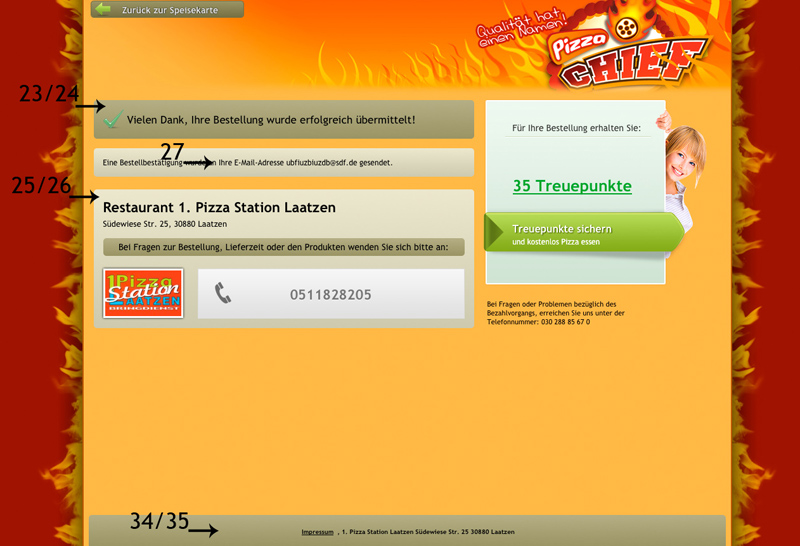 Zurück zur Speisekarte
Qualität hat
einen Namen!
Pizza
CHIEF
23/24
Vielen Dank, Ihre Bestellung wurde erfolgreich übermittelt!
27
Eine Bestellbestätigung wurde an Ihre E-Mail-Adresse ubfiuzbluzdb@sdf.de gesendet.
25/26
Restaurant 1. Pizza Station Laatzen
Südewiese Str. 25, 30880 Laatzen
Bei Fragen zur Bestellung, Lieferzeit oder den Produkten wenden Sie sich bitte an:
1 Pizza
Station
LAATZEN
BRINGDIENST
0511828205
Für Ihre Bestellung erhalten Sie:
35 Treuepunkte
Treuepunkte sichern
und kostenlos Pizza essen
Bei Fragen oder Problemen bezüglich des
Bezahlvorgangs, erreichen Sie uns unter der
Telefonnummer: 030 288 85 67 0
34/35
Impressum , 1. Pizza Station Laatzen Südewiese Str. 25 30880 Laatzen